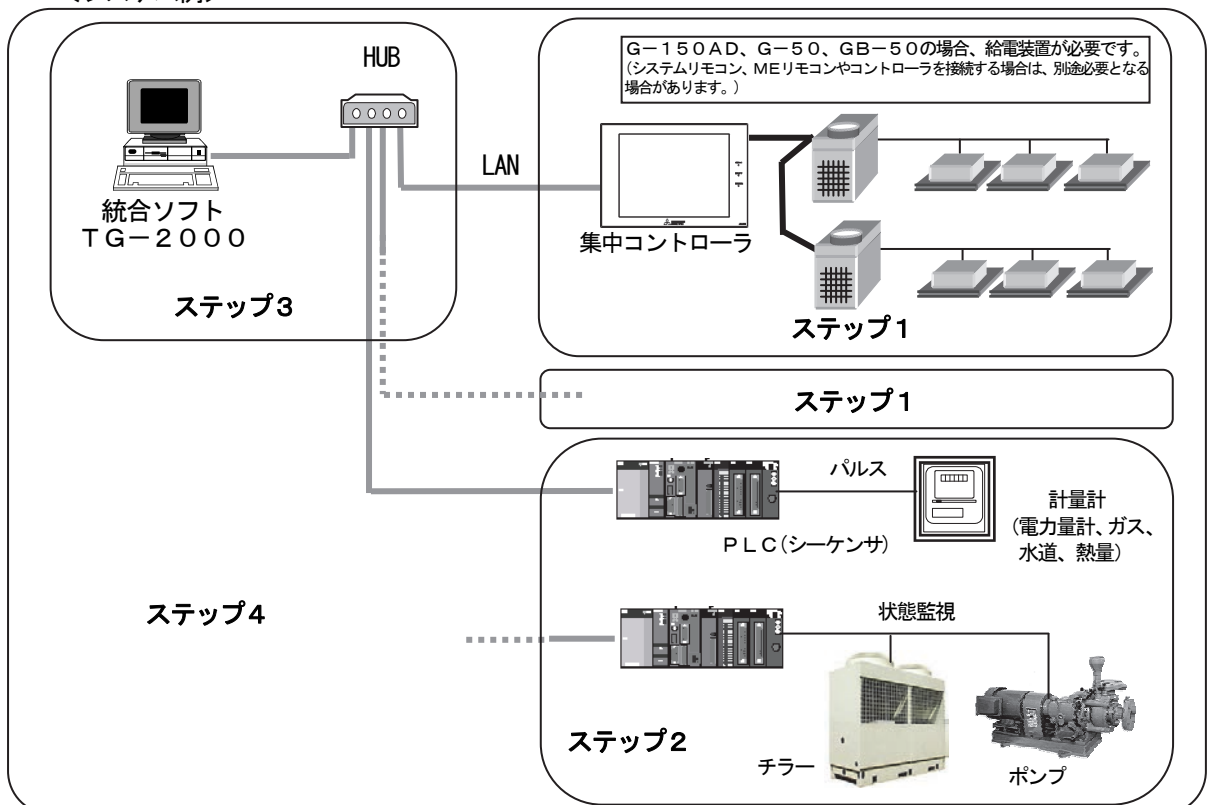 HUB
G－150AD、G－50、GB－50の場合、給電装置が必要です。
（システムリモコン、MEリモコンやコントローラを接続する場合は、別途必要となる
場合があります。）
LAN
統合ソフト
TG－2000
集中コントローラ
ステップ3
ステップ1
ステップ1
パルス
計量計
（電力量計、ガス、
水道、熱量）
PLC（シーケンサ）
ステップ4
状態監視
ステップ2
チラー
ポンプ